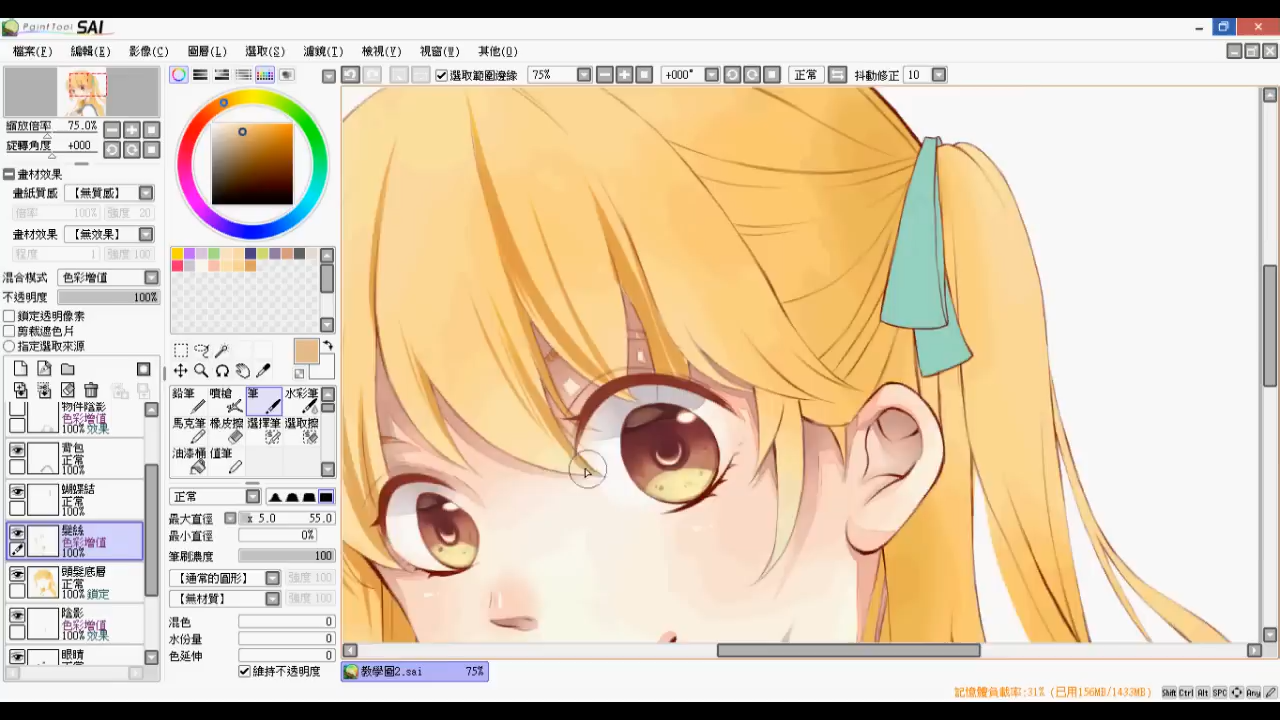 PaintTool SAI
檔案(F) 編輯(E) 影像(C) 圖層(L) 選取(S) 濾鏡(T) 檢視(V) 視窗(W) 其他(O)
選取範圍邊緣 75% +000° 正常 抖動修正 10
縮放倍率 75.0%
旋轉角度 +000
畫材效果
畫紙質感 【無質感】
倍率 100% 強度 20
畫材效果 【無效果】
程度 1 強度 100
混合模式 色彩增值
不透明度 100%
鎖定透明像素
剪裁遮色片
指定選取來源
物件陰影
色彩增值
100% 效果
背包
正常
100%
蝴蝶結
正常
100%
髮絲
色彩增值
100%
頭髮底層
正常
100% 鎖定
陰影
色彩增值
100% 效果
眼睛
正常
鉛筆 噴槍 筆 水彩筆
馬克筆 橡皮擦 選擇筆 選取擦
油漆桶 值筆
正常
最大直徑 x 5.0 55.0
最小直徑 0%
筆刷濃度 100
【通常的圓形】 強度 100
【無材質】 強度 100
混色 0
水份量 0
色延伸 0
維持不透明度
教學圖2.sai 75%
記憶體負載率:31% (已用156MB/1433MB) Shift Ctrl Alt SPC Any